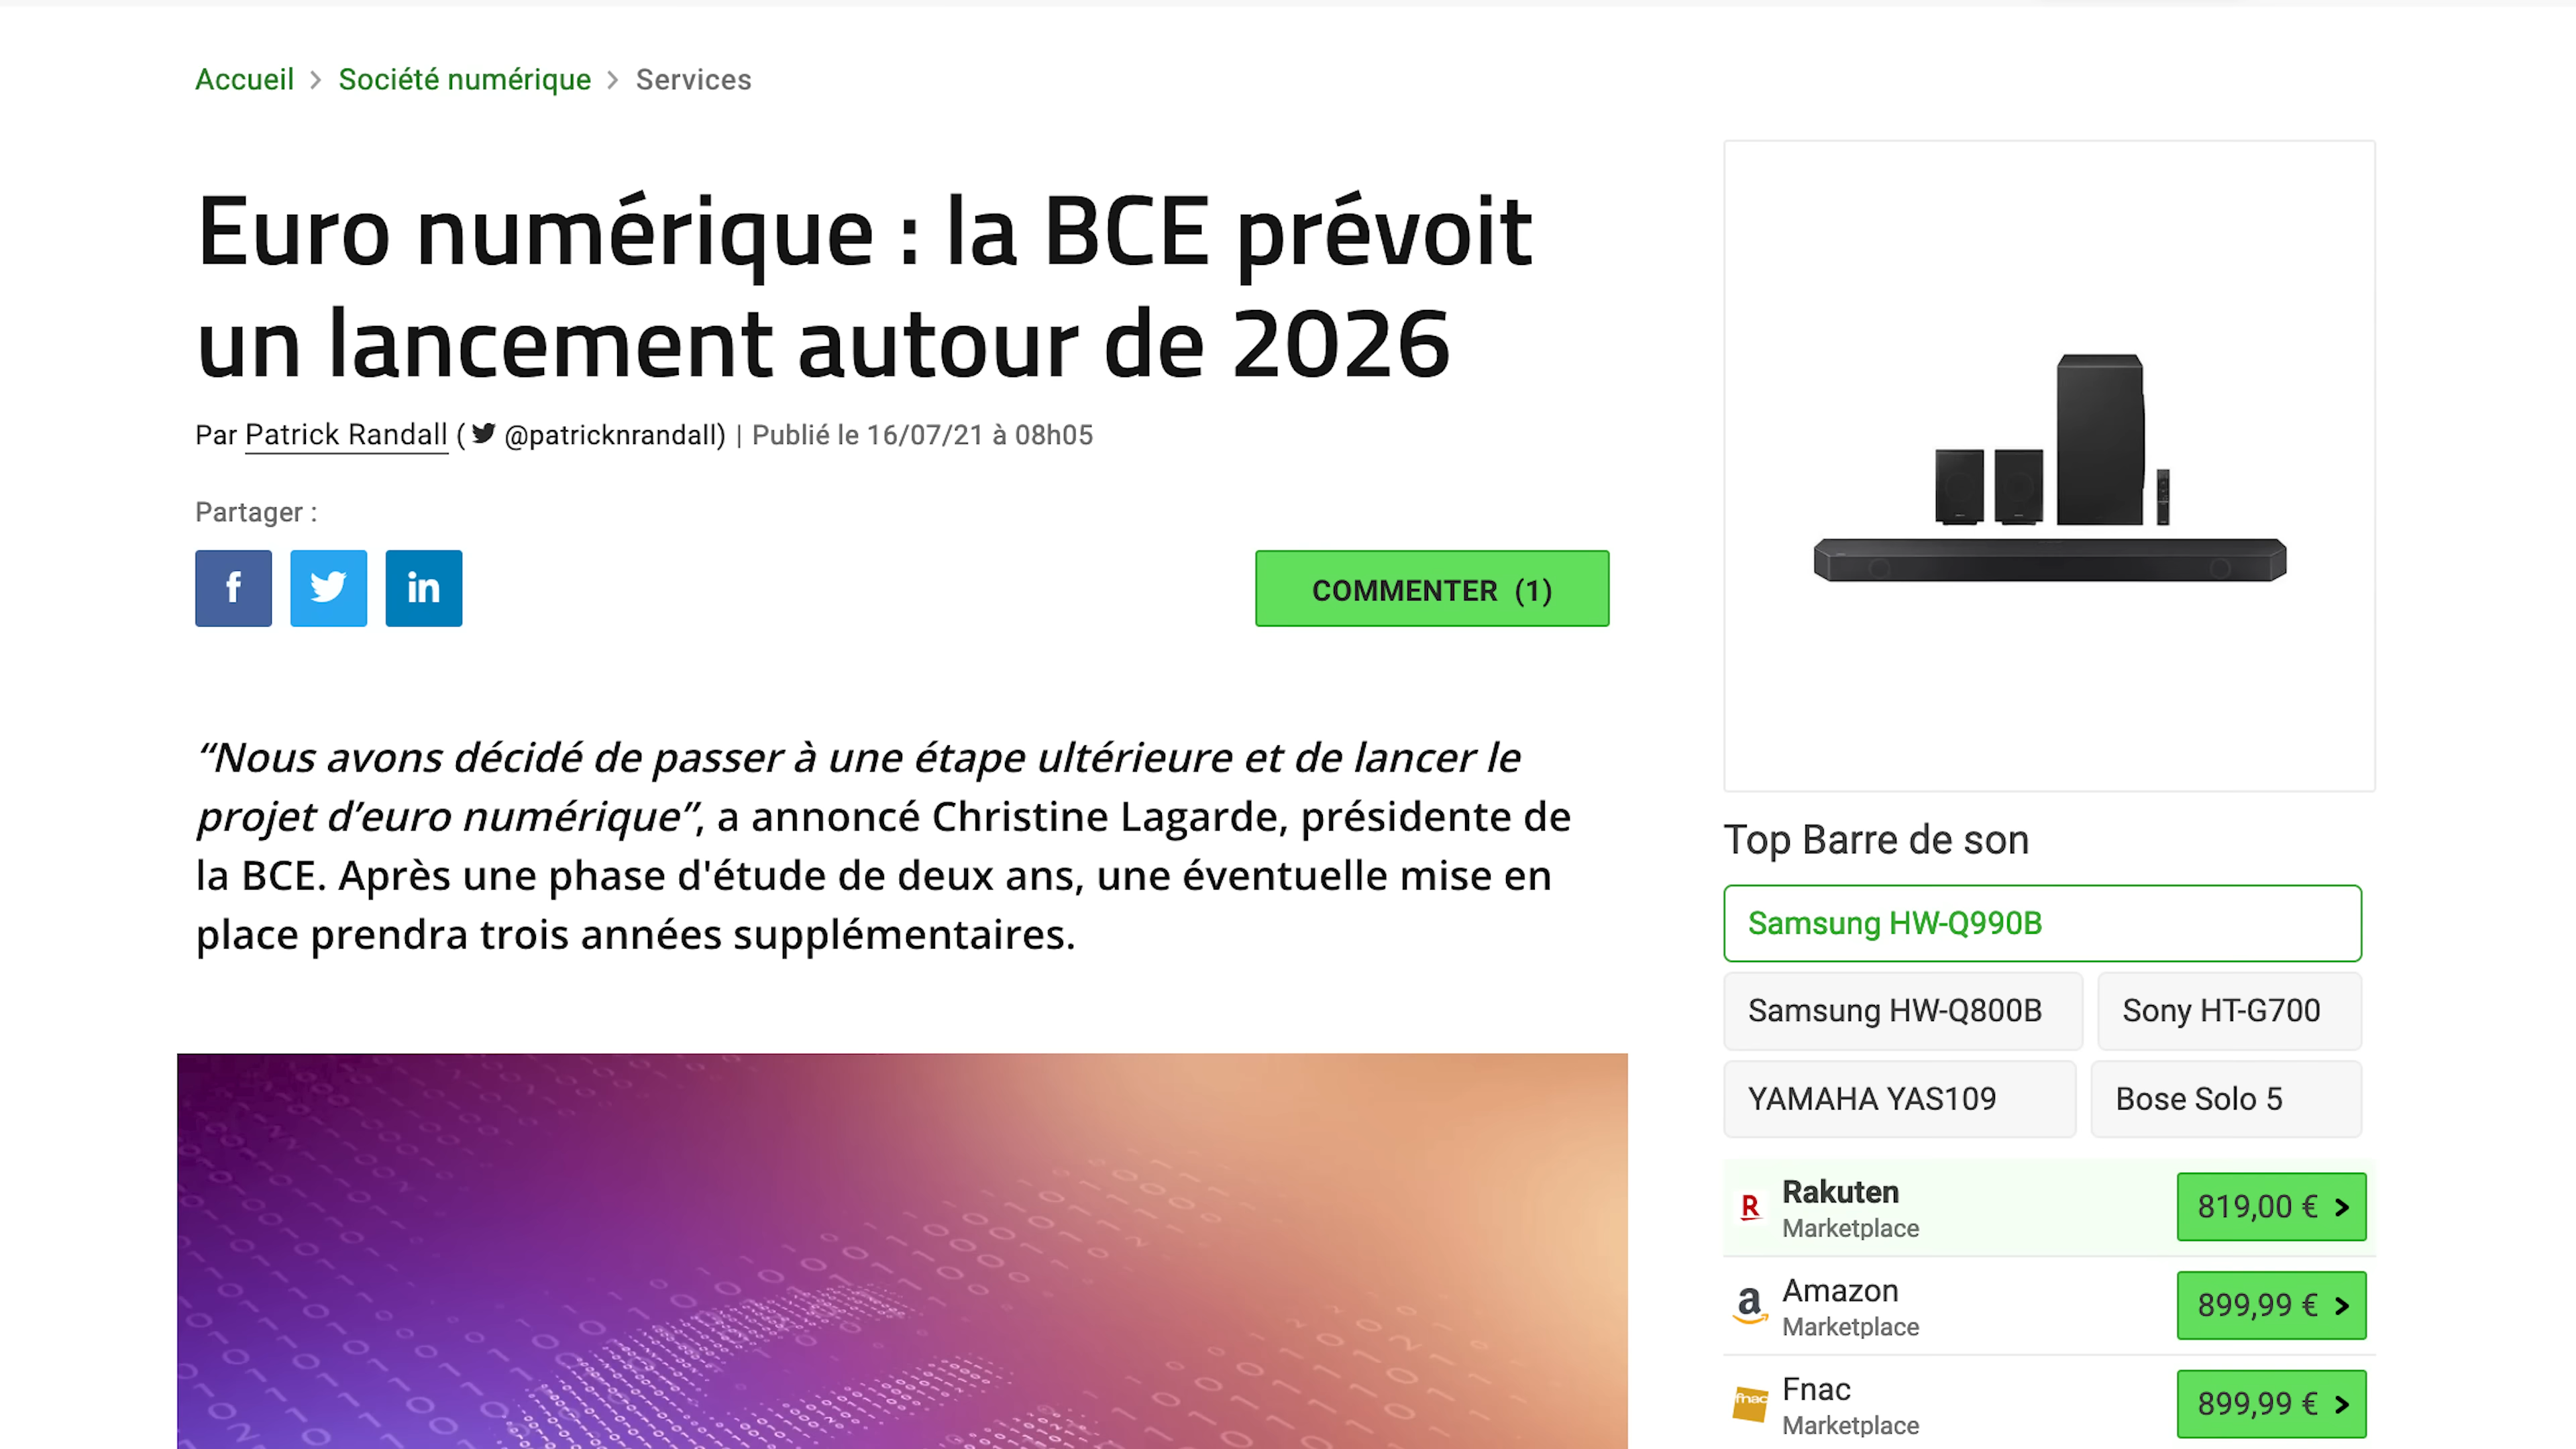 Accueil > Société numérique > Services
Euro numérique : la BCE prévoit
un lancement autour de 2026
Par Patrick Randall ( @patricknrandall) | Publié le 16/07/21 à 08h05
Partager :
f
in
COMMENTER (1)
“Nous avons décidé de passer à une étape ultérieure et de lancer le
projet d’euro numérique”, a annoncé Christine Lagarde, présidente de
la BCE. Après une phase d'étude de deux ans, une éventuelle mise en
place prendra trois années supplémentaires.
Top Barre de son
Samsung HW-Q990B
Samsung HW-Q800B
Sony HT-G700
YAMAHA YAS109
Bose Solo 5
R
Rakuten
Marketplace
819,00 € >
a
Amazon
Marketplace
899,99 € >
fnac
Fnac
Marketplace
899,99 € >